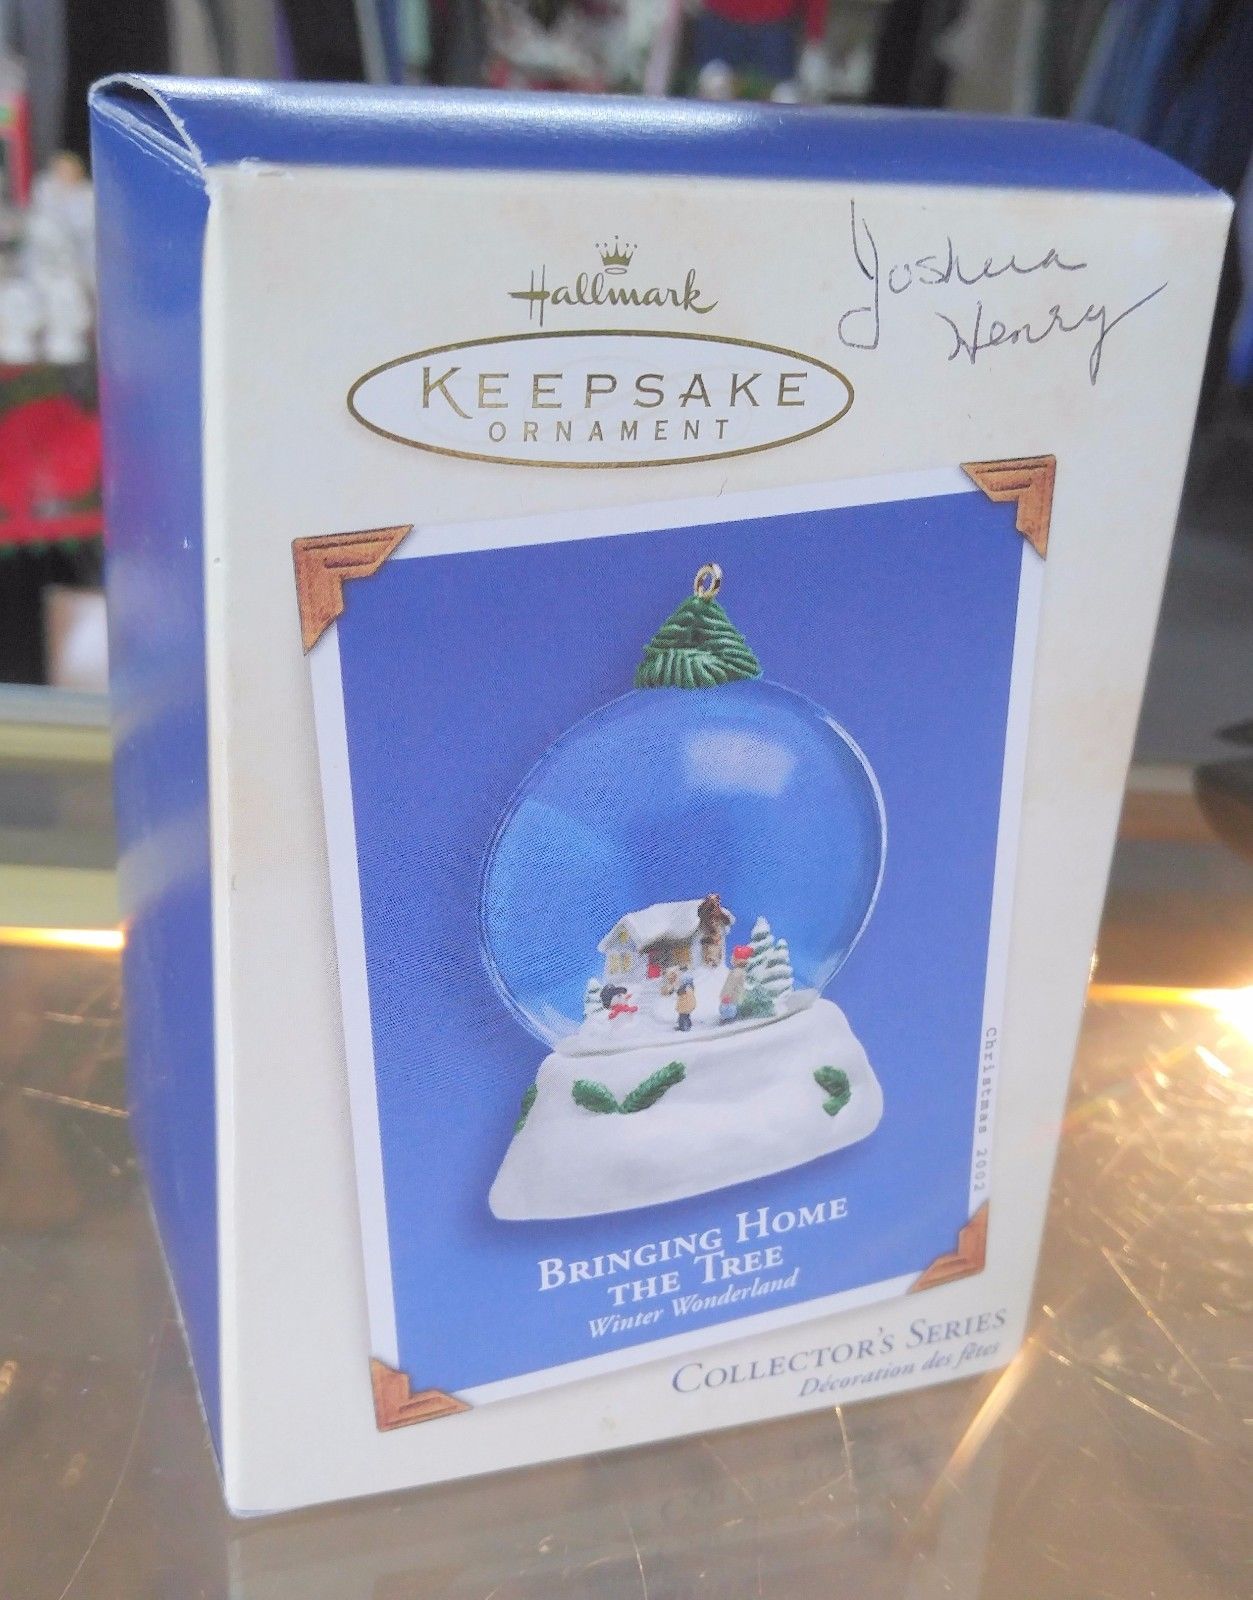 Hallmark
KEEPSAKE
ORNAMENT
Joshua
Henry
Christmas 2002
BRINGING HOME
THE TREE
Winter Wonderland
COLLECTOR'S SERIES
Décoration des fêtes